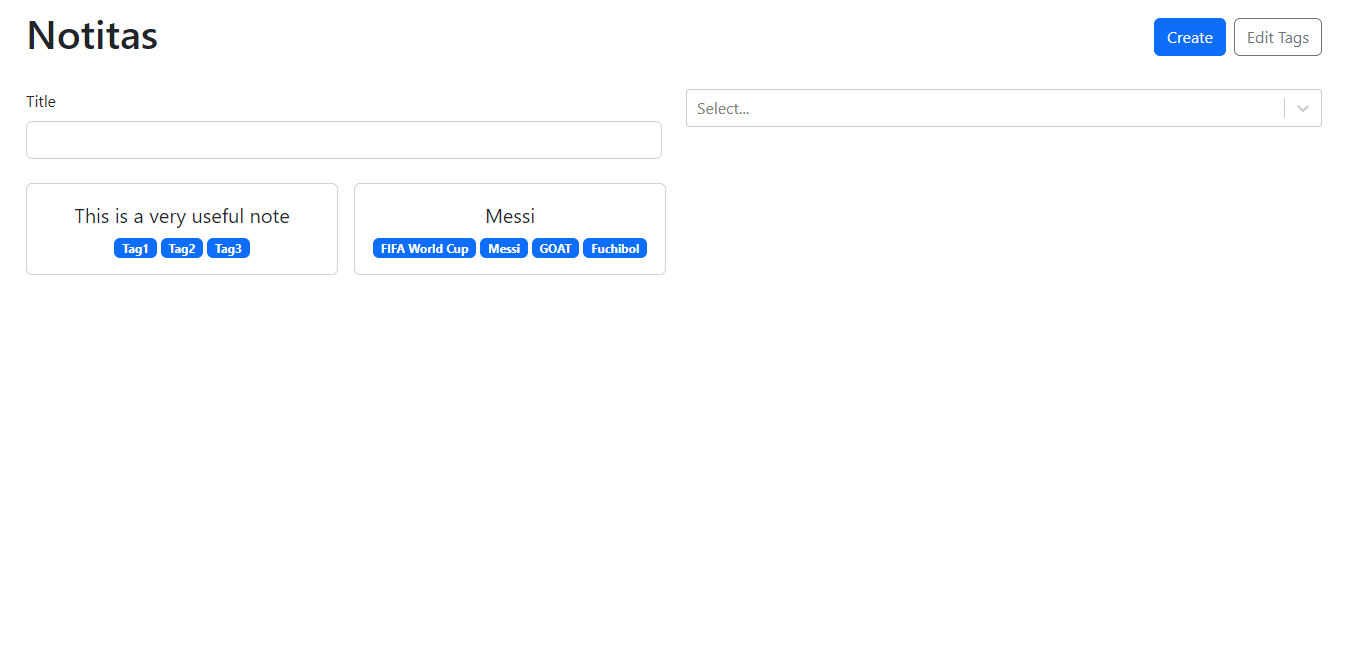 Notitas
Create
Edit Tags
Title
Select...
This is a very useful note
Tag1 Tag2 Tag3
Messi
FIFA World Cup Messi GOAT Fuchibol